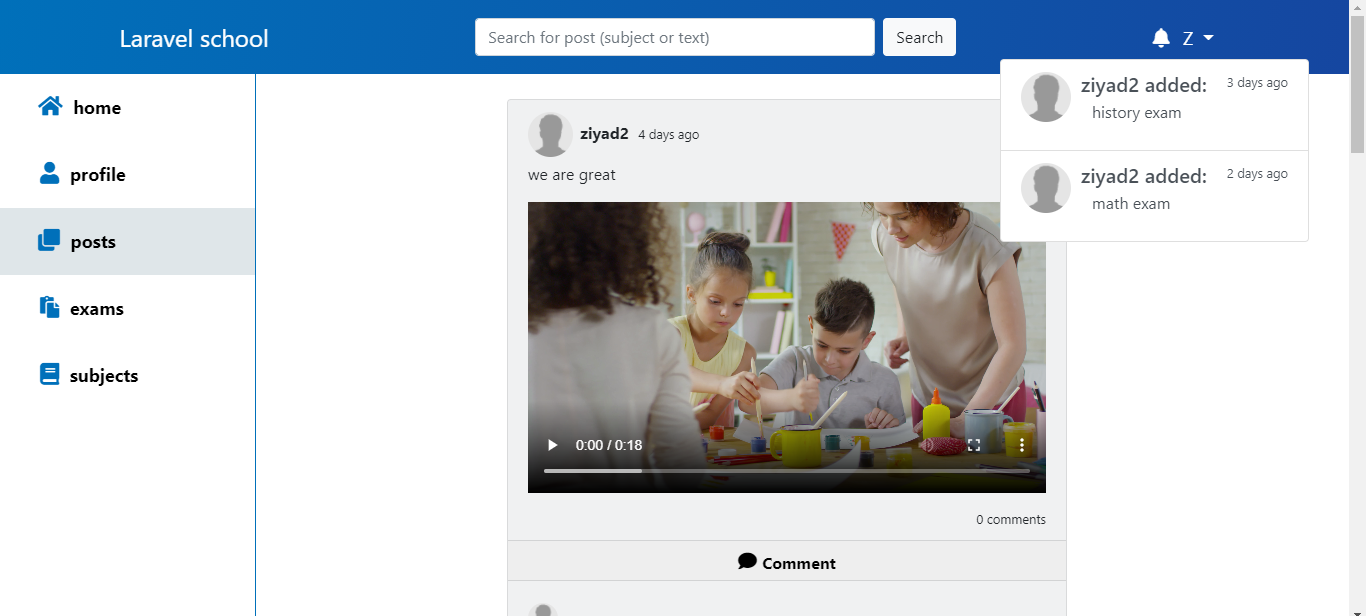 Laravel school
Search for post (subject or text)
Search
Z
home
profile
posts
exams
subjects
ziyad2 added:
3 days ago
history exam
ziyad2 added:
2 days ago
math exam
ziyad2
4 days ago
we are great
0:00 / 0:18
0 comments
Comment